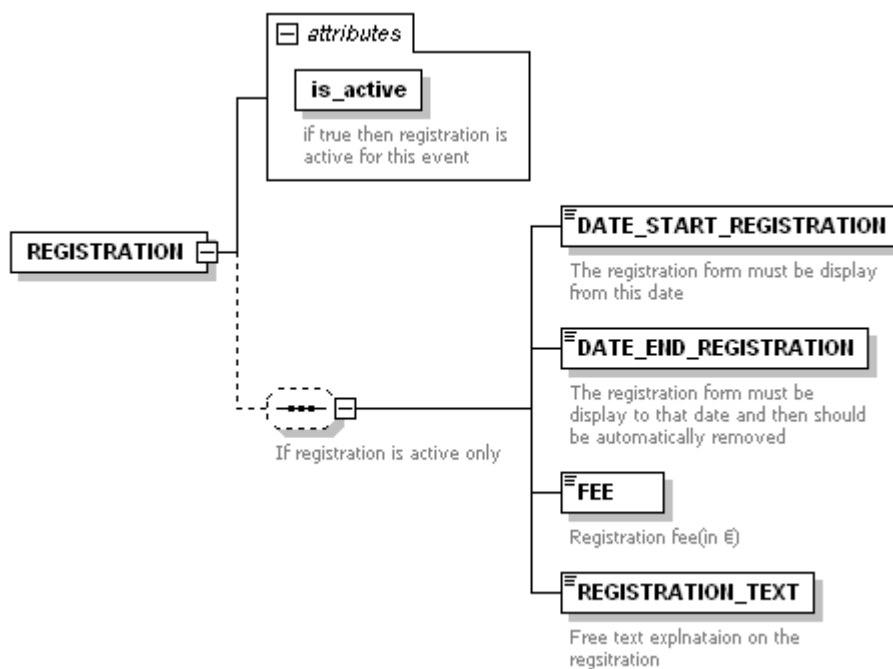 attributes
is_active
if true then registration is
active for this event
REGISTRATION
DATE_START_REGISTRATION
The registration form must be display
from this date
DATE_END_REGISTRATION
The registration form must be
display to that date and then should
be automatically removed
If registration is active only
FEE
Registration fee(in €)
REGISTRATION_TEXT
Free text explnataion on the
regsitration